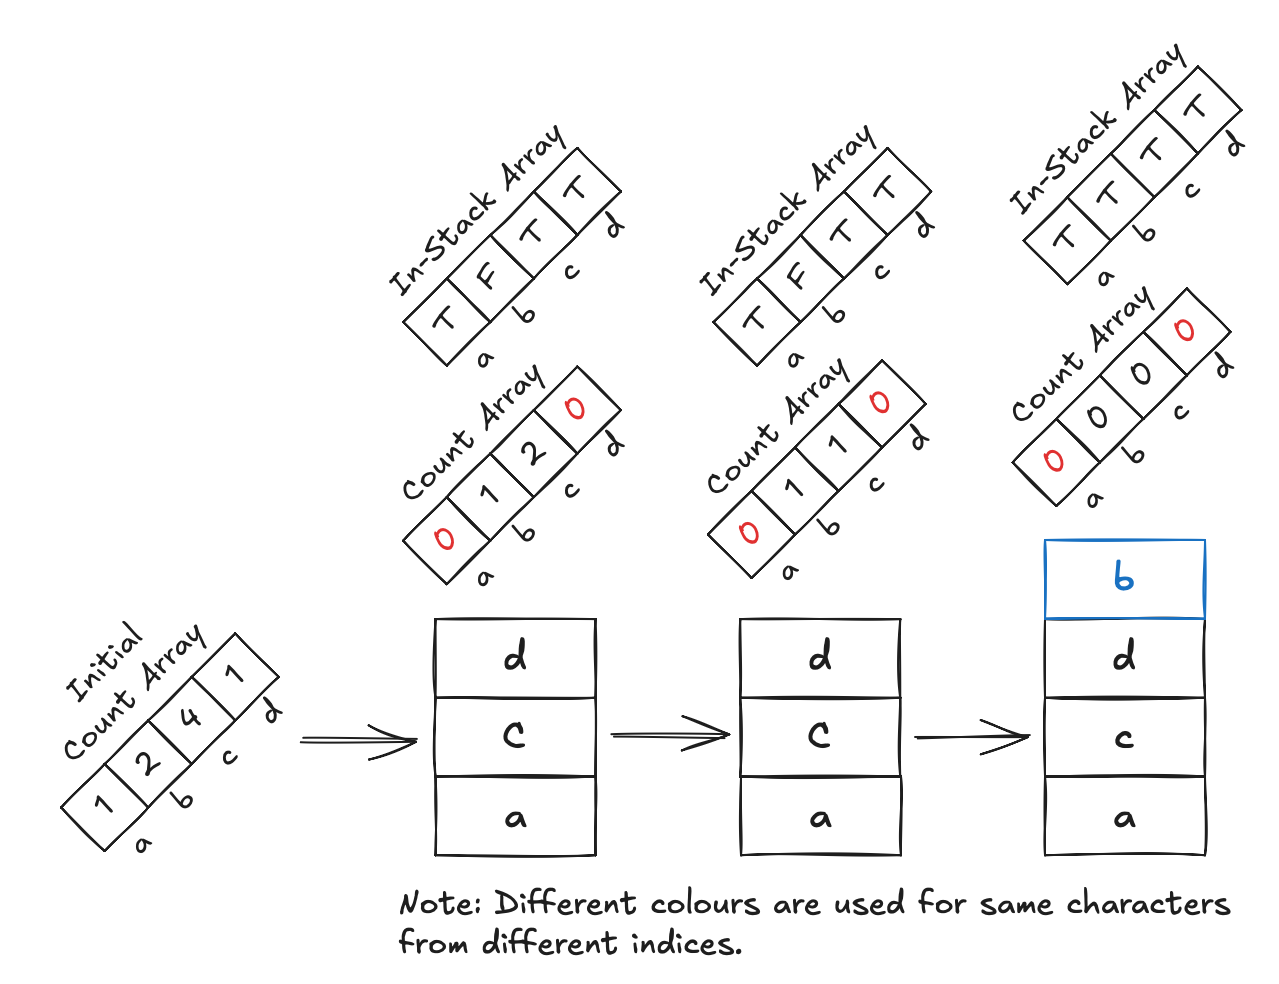 In-Stack Array
T F T T
a b c d
Count Array
0 1 2 0
a b c d
In-Stack Array
T F T T
a b c d
Count Array
0 1 1 0
a b c d
In-Stack Array
T T T T
a b c d
Count Array
0 0 0 0
a b c d
Initial
Count Array
1 2 4 1
a b c d
d
c
a
d
c
a
b
d
c
a
Note: Different colours are used for same characters
from different indices.